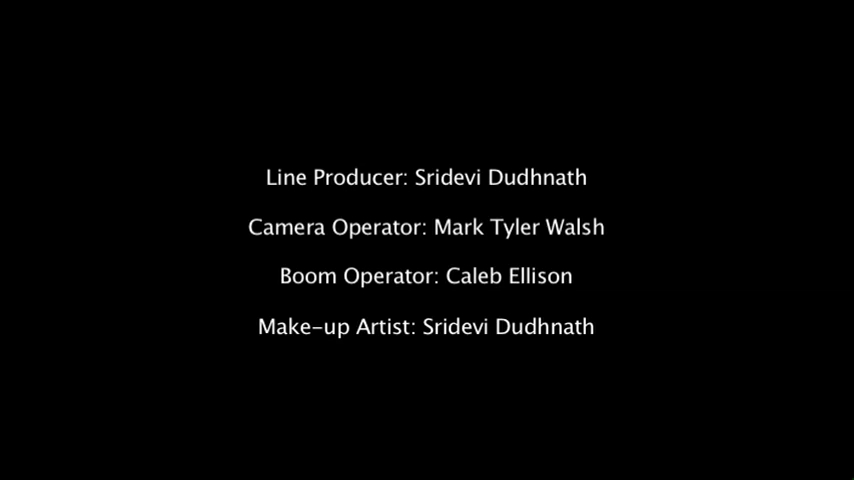 Line Producer: Sridevi Dudhnath
Camera Operator: Mark Tyler Walsh
Boom Operator: Caleb Ellison
Make-up Artist: Sridevi Dudhnath